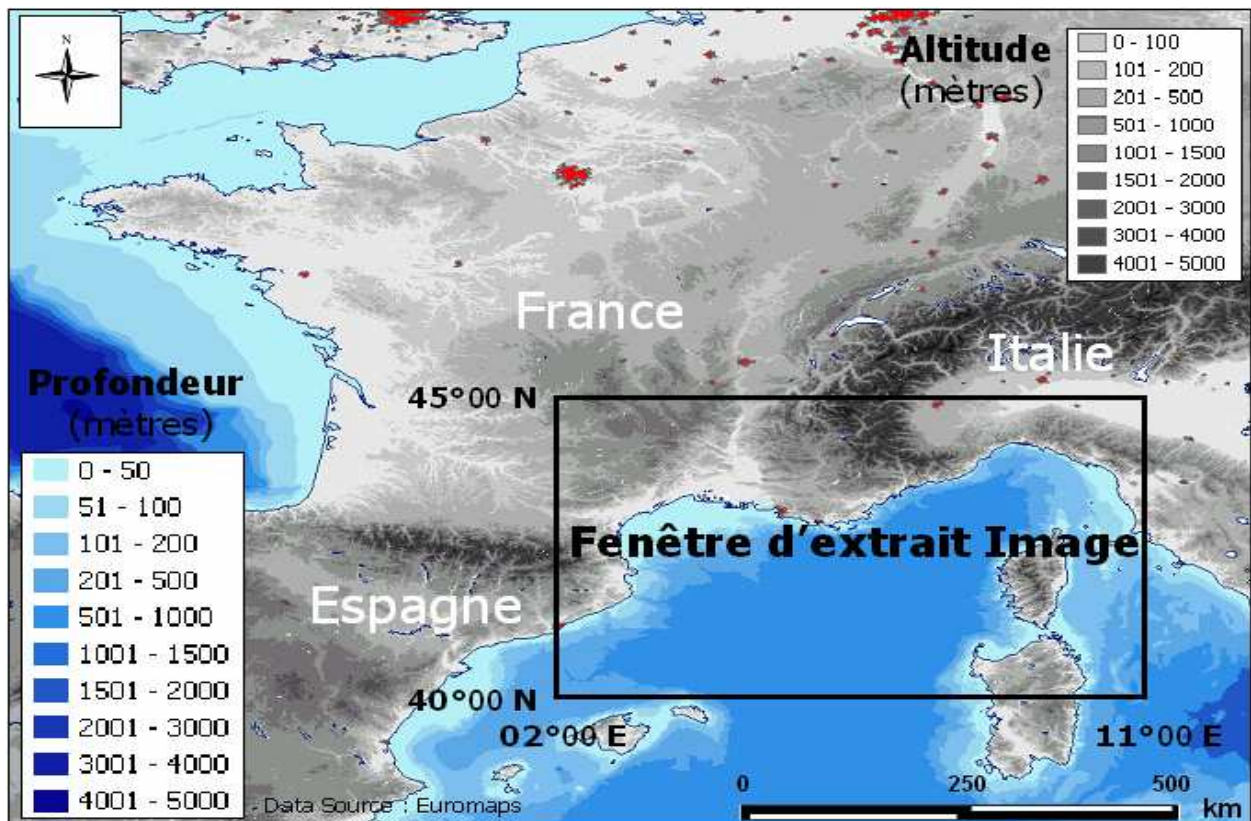 N
Altitude
(mètres)
0 - 100
101 - 200
201 - 500
501 - 1000
1001 - 1500
1501 - 2000
2001 - 3000
3001 - 4000
4001 - 5000
France
Italie
Profondeur
(mètres)
0 - 50
51 - 100
101 - 200
201 - 500
501 - 1000
1001 - 1500
1501 - 2000
2001 - 3000
3001 - 4000
4001 - 5000
45°00 N
Fenêtre d'extrait Image
Espagne
40°00 N
02°00 E
11°00 E
0 250 500
km
- Data Source : Euromaps